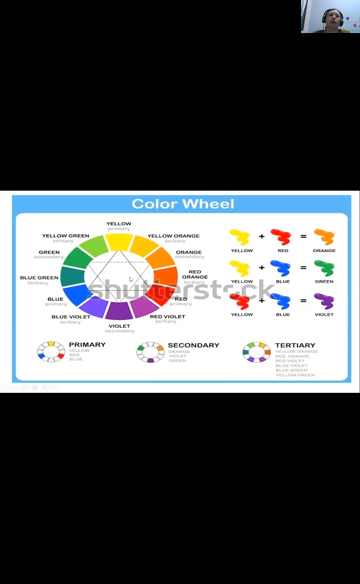 Color Wheel
YELLOW
primary
YELLOW GREEN
tertiary
YELLOW ORANGE
tertiary
GREEN
secondary
ORANGE
secondary
BLUE GREEN
tertiary
RED
ORANGE
tertiary
BLUE
primary
RED
primary
BLUE VIOLET
tertiary
RED VIOLET
tertiary
VIOLET
secondary
shutterstock
+
=
YELLOW
RED
ORANGE
+
=
YELLOW
BLUE
GREEN
+
=
YELLOW
BLUE
VIOLET
PRIMARY
YELLOW
RED
BLUE
SECONDARY
ORANGE
VIOLET
GREEN
TERTIARY
YELLOW ORANGE
RED ORANGE
RED VIOLET
BLUE VIOLET
BLUE GREEN
YELLOW GREEN